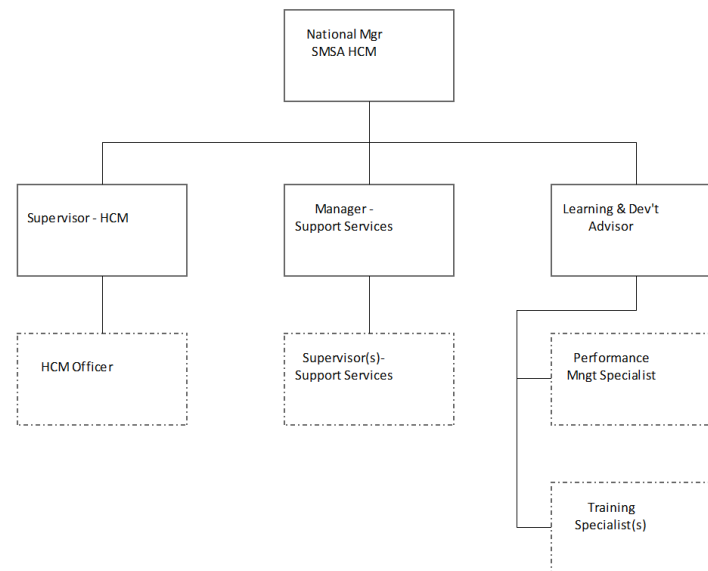 National Mgr
SMSA HCM
Supervisor - HCM
Manager -
Support Services
Learning & Dev't
Advisor
HCM Officer
Supervisor(s)-
Support Services
Performance
Mngt Specialist
Training
Specialist(s)